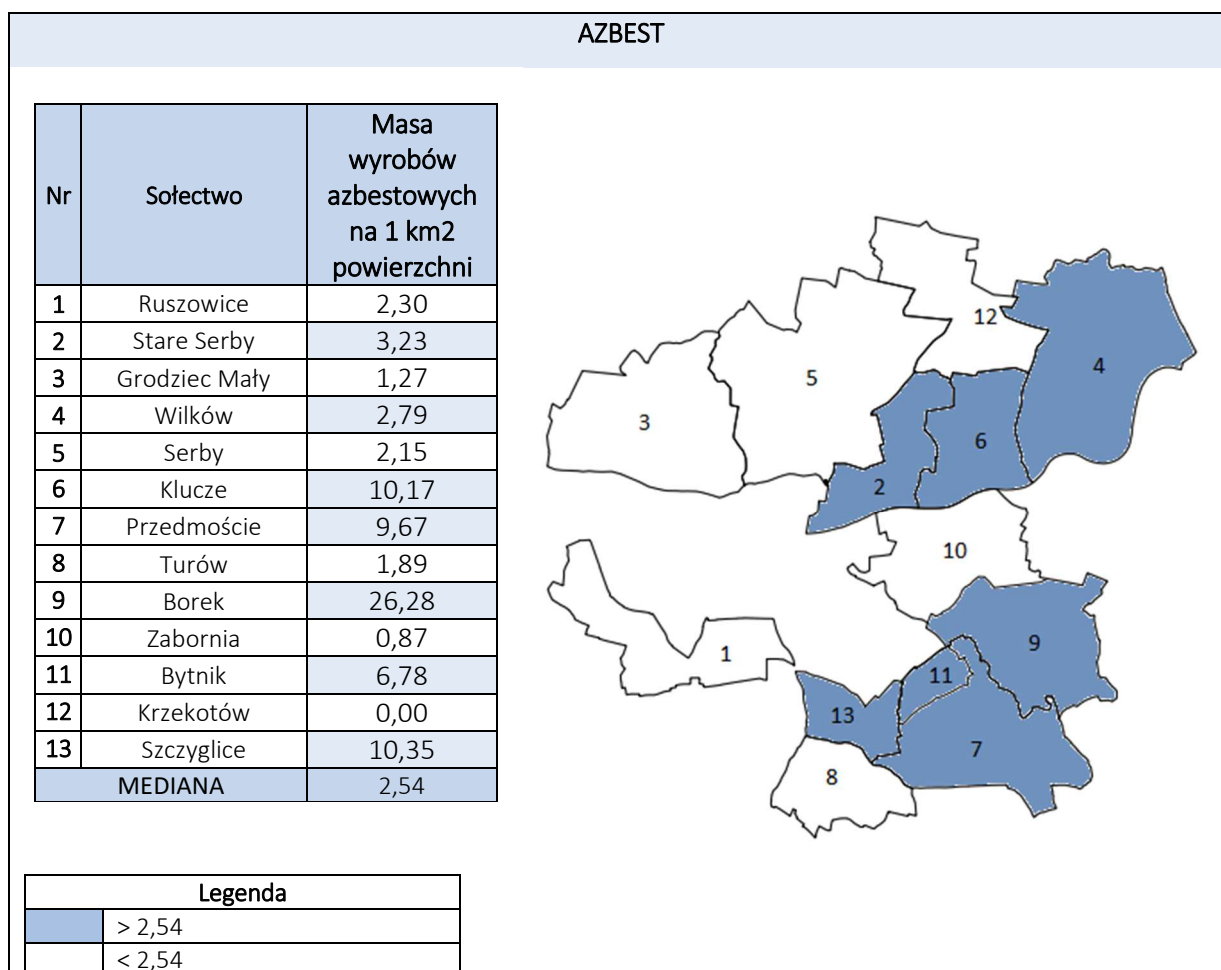 AZBEST
Nr Sołectwo Masa
wyrobów
azbestowych
na 1 km2
powierzchni
1 Ruszowice 2,30
2 Stare Serby 3,23
3 Grodziec Mały 1,27
4 Wilków 2,79
5 Serby 2,15
6 Klucze 10,17
7 Przedmoście 9,67
8 Turów 1,89
9 Borek 26,28
10 Zabornia 0,87
11 Bytnik 6,78
12 Krzekotów 0,00
13 Szczyglice 10,35
MEDIANA 2,54
12
4
5
3
6
2
10
9
1
11
13
7
8
Legenda
> 2,54
< 2,54